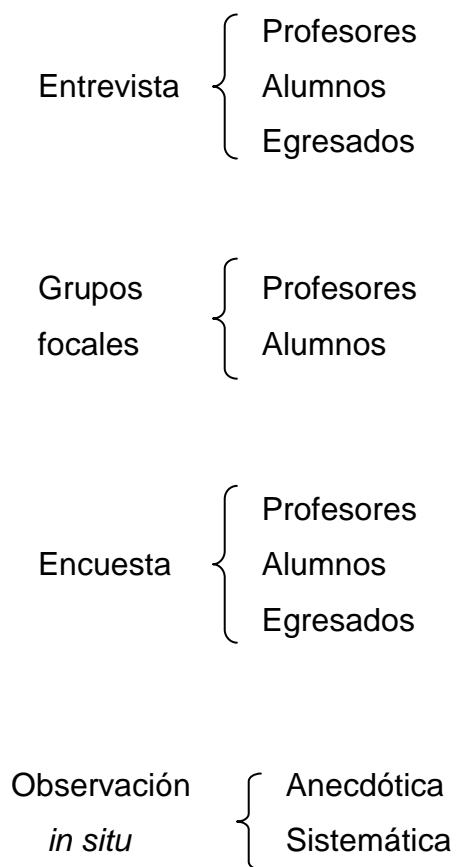 Profesores
Entrevista Alumnos
Egresados
Grupos Profesores
focales Alumnos
Profesores
Encuesta Alumnos
Egresados
Observación Anecdótica
in situ Sistemática